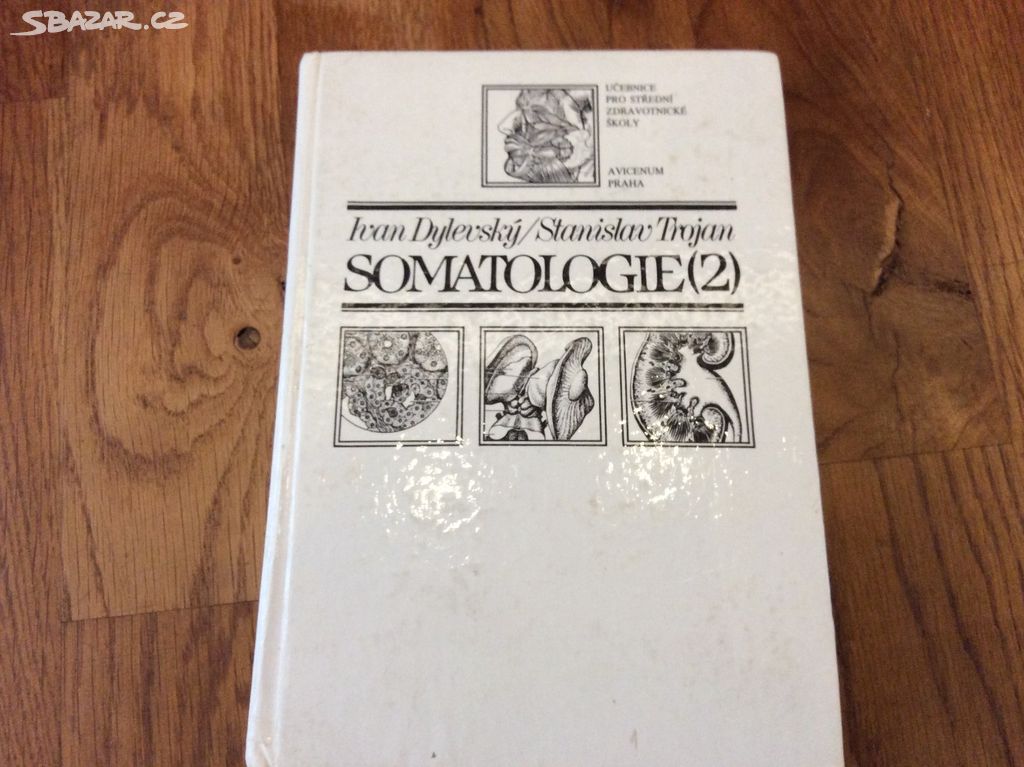 SBAZAR.CZ
UČEBNICE
PRO STŘEDNÍ
ZDRAVOTNICKÉ
ŠKOLY
AVICENUM
PRAHA
Ivan Dylevský/Stanislav Trojan
SOMATOLOGIE(2)